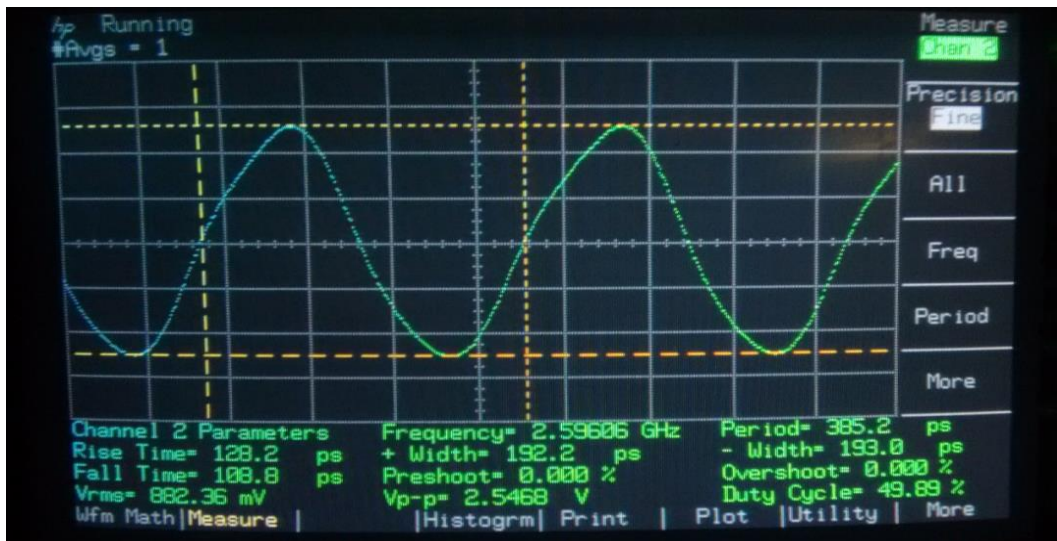 hp Running
#Avgs = 1
Measure
Chan 2
Precision
Fine
All
Freq
Period
More
Channel 2 Parameters
Rise Time= 128.2 ps
Fall Time= 108.8 ps
Vrms= 882.36 mV
Frequency= 2.59606 GHz
+ Width= 192.2 ps
Preshoot= 0.000 %
Vp-p= 2.5468 V
Period= 385.2 ps
- Width= 193.0 ps
Overshoot= 0.000 %
Duty Cycle= 49.89 %
Wfm Math|Measure | |Histogrm| Print | Plot |Utility | More